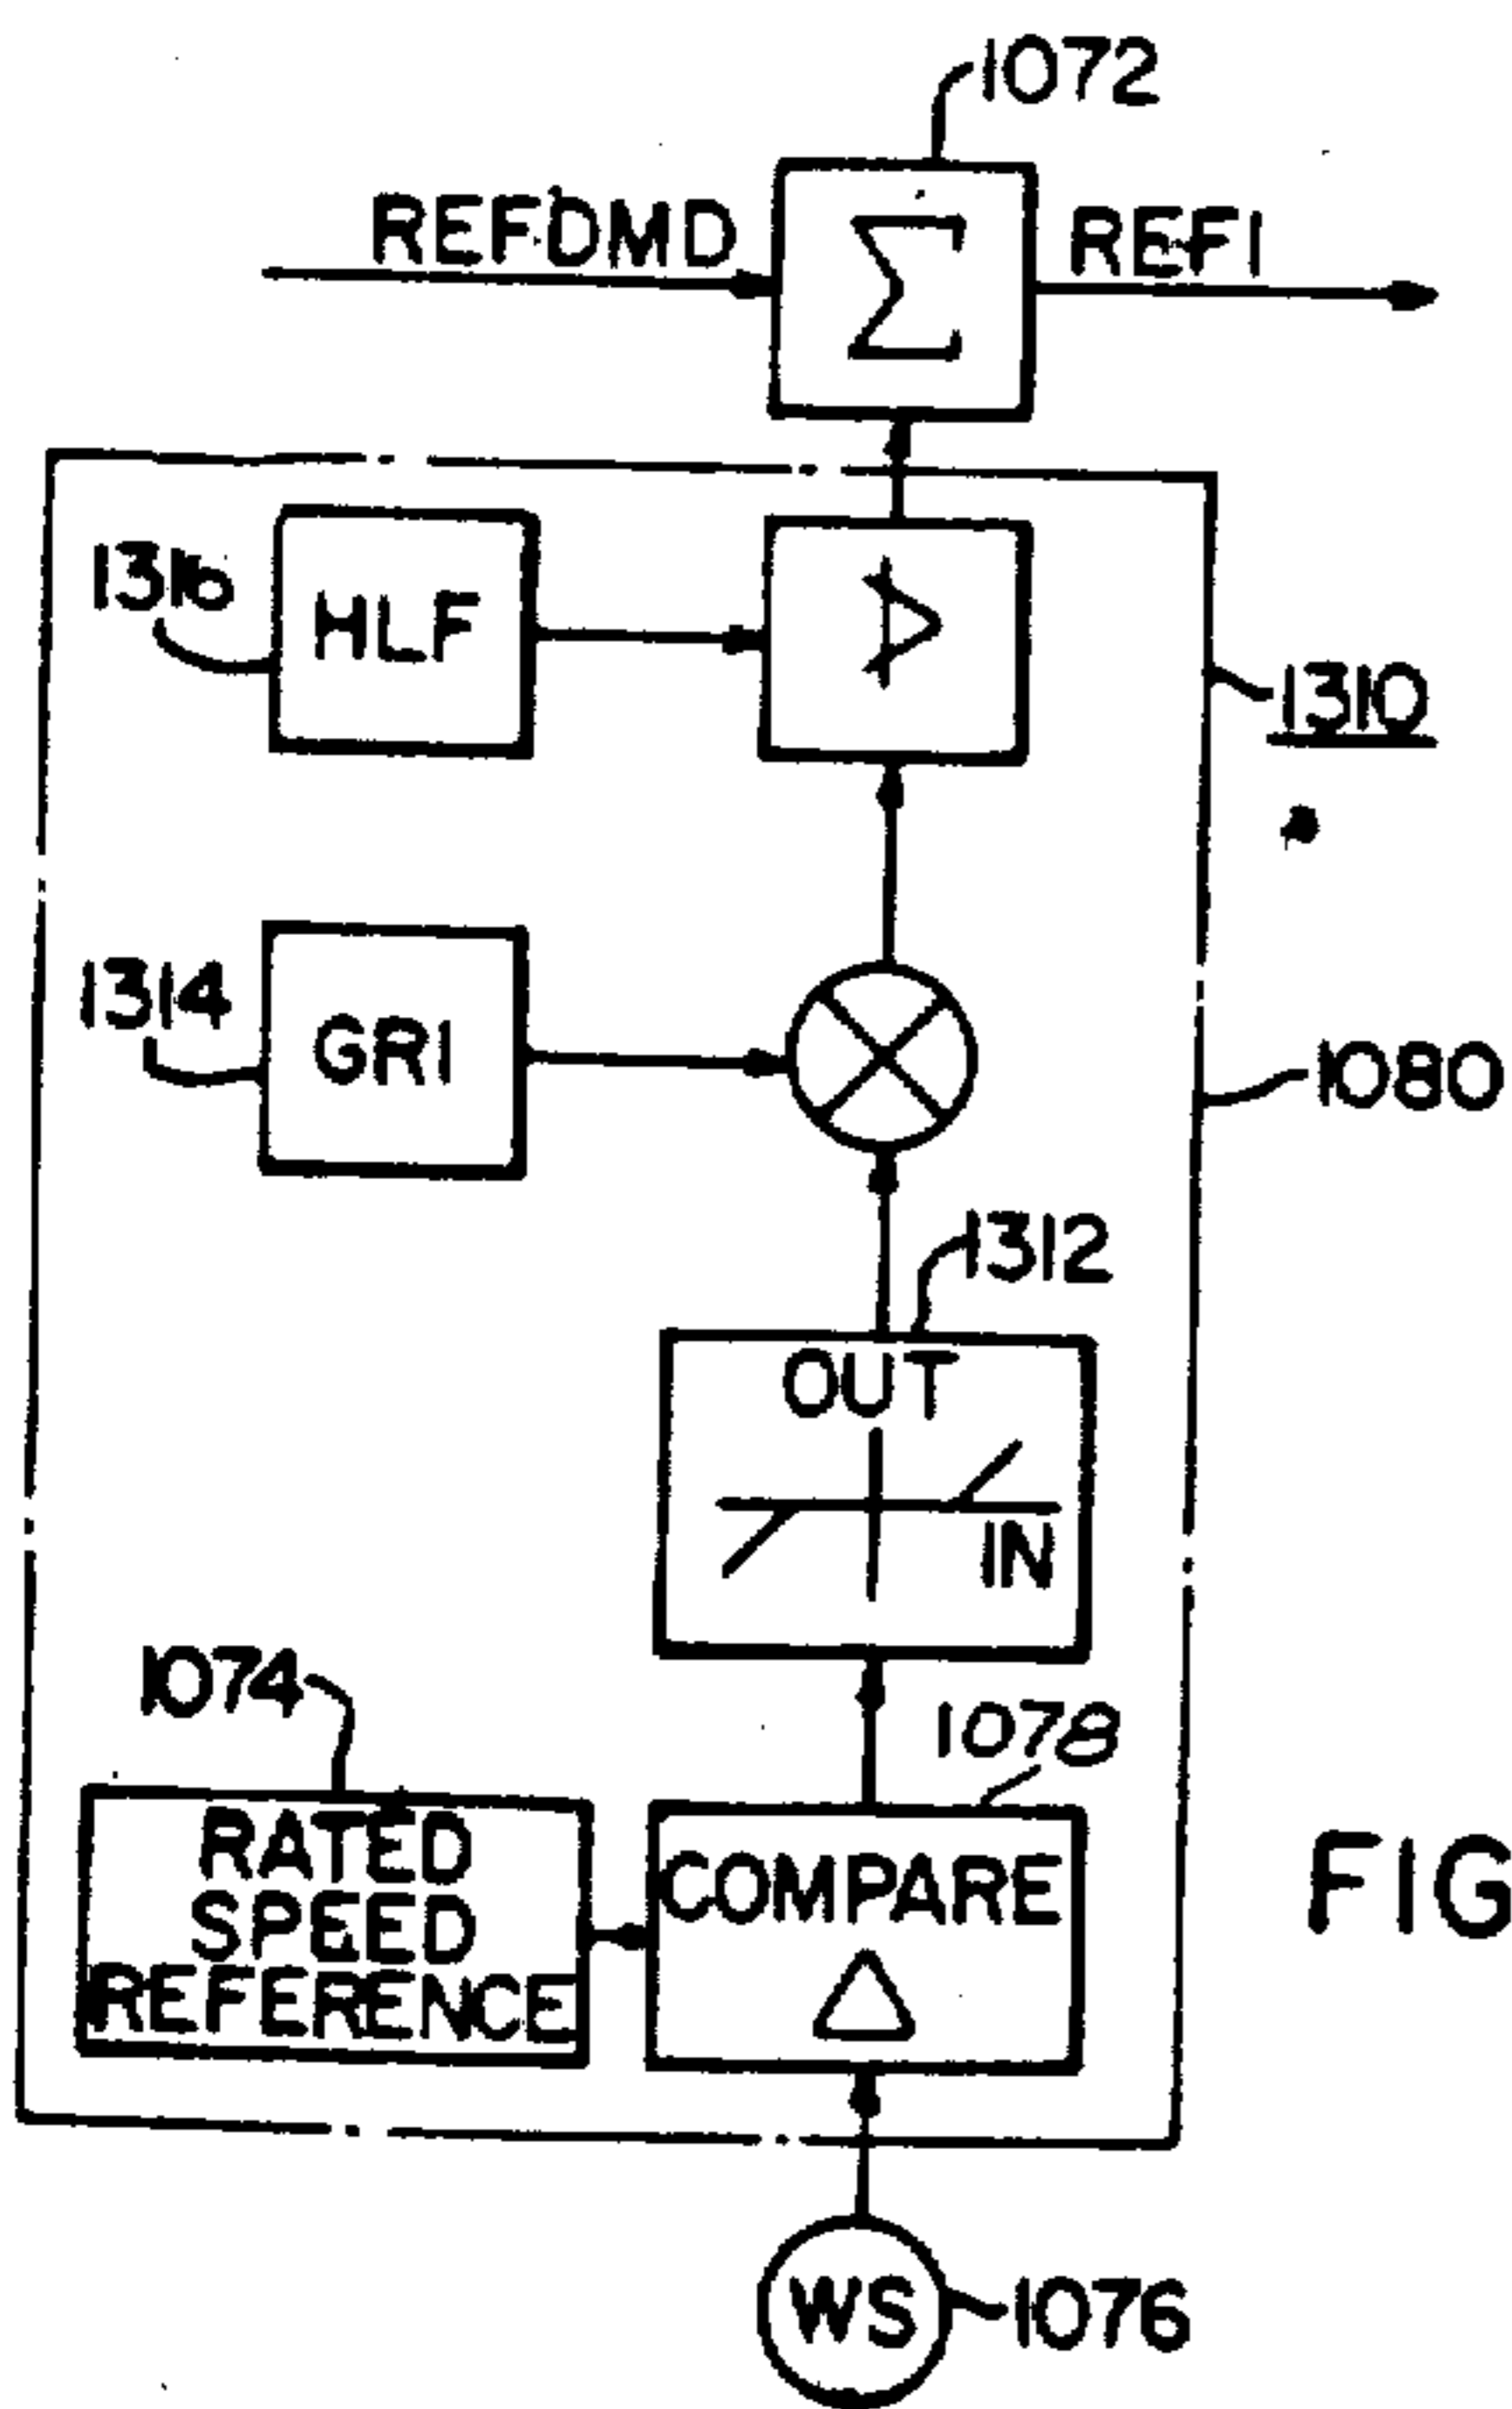 1072
REFDMD
REF1
Σ
1316
HLF
1310
1314
GR1
1080
1312
OUT
IN
1074
1078
RATED
SPEED
REFERENCE
COMPARE
Δ
FIG
WS
1076